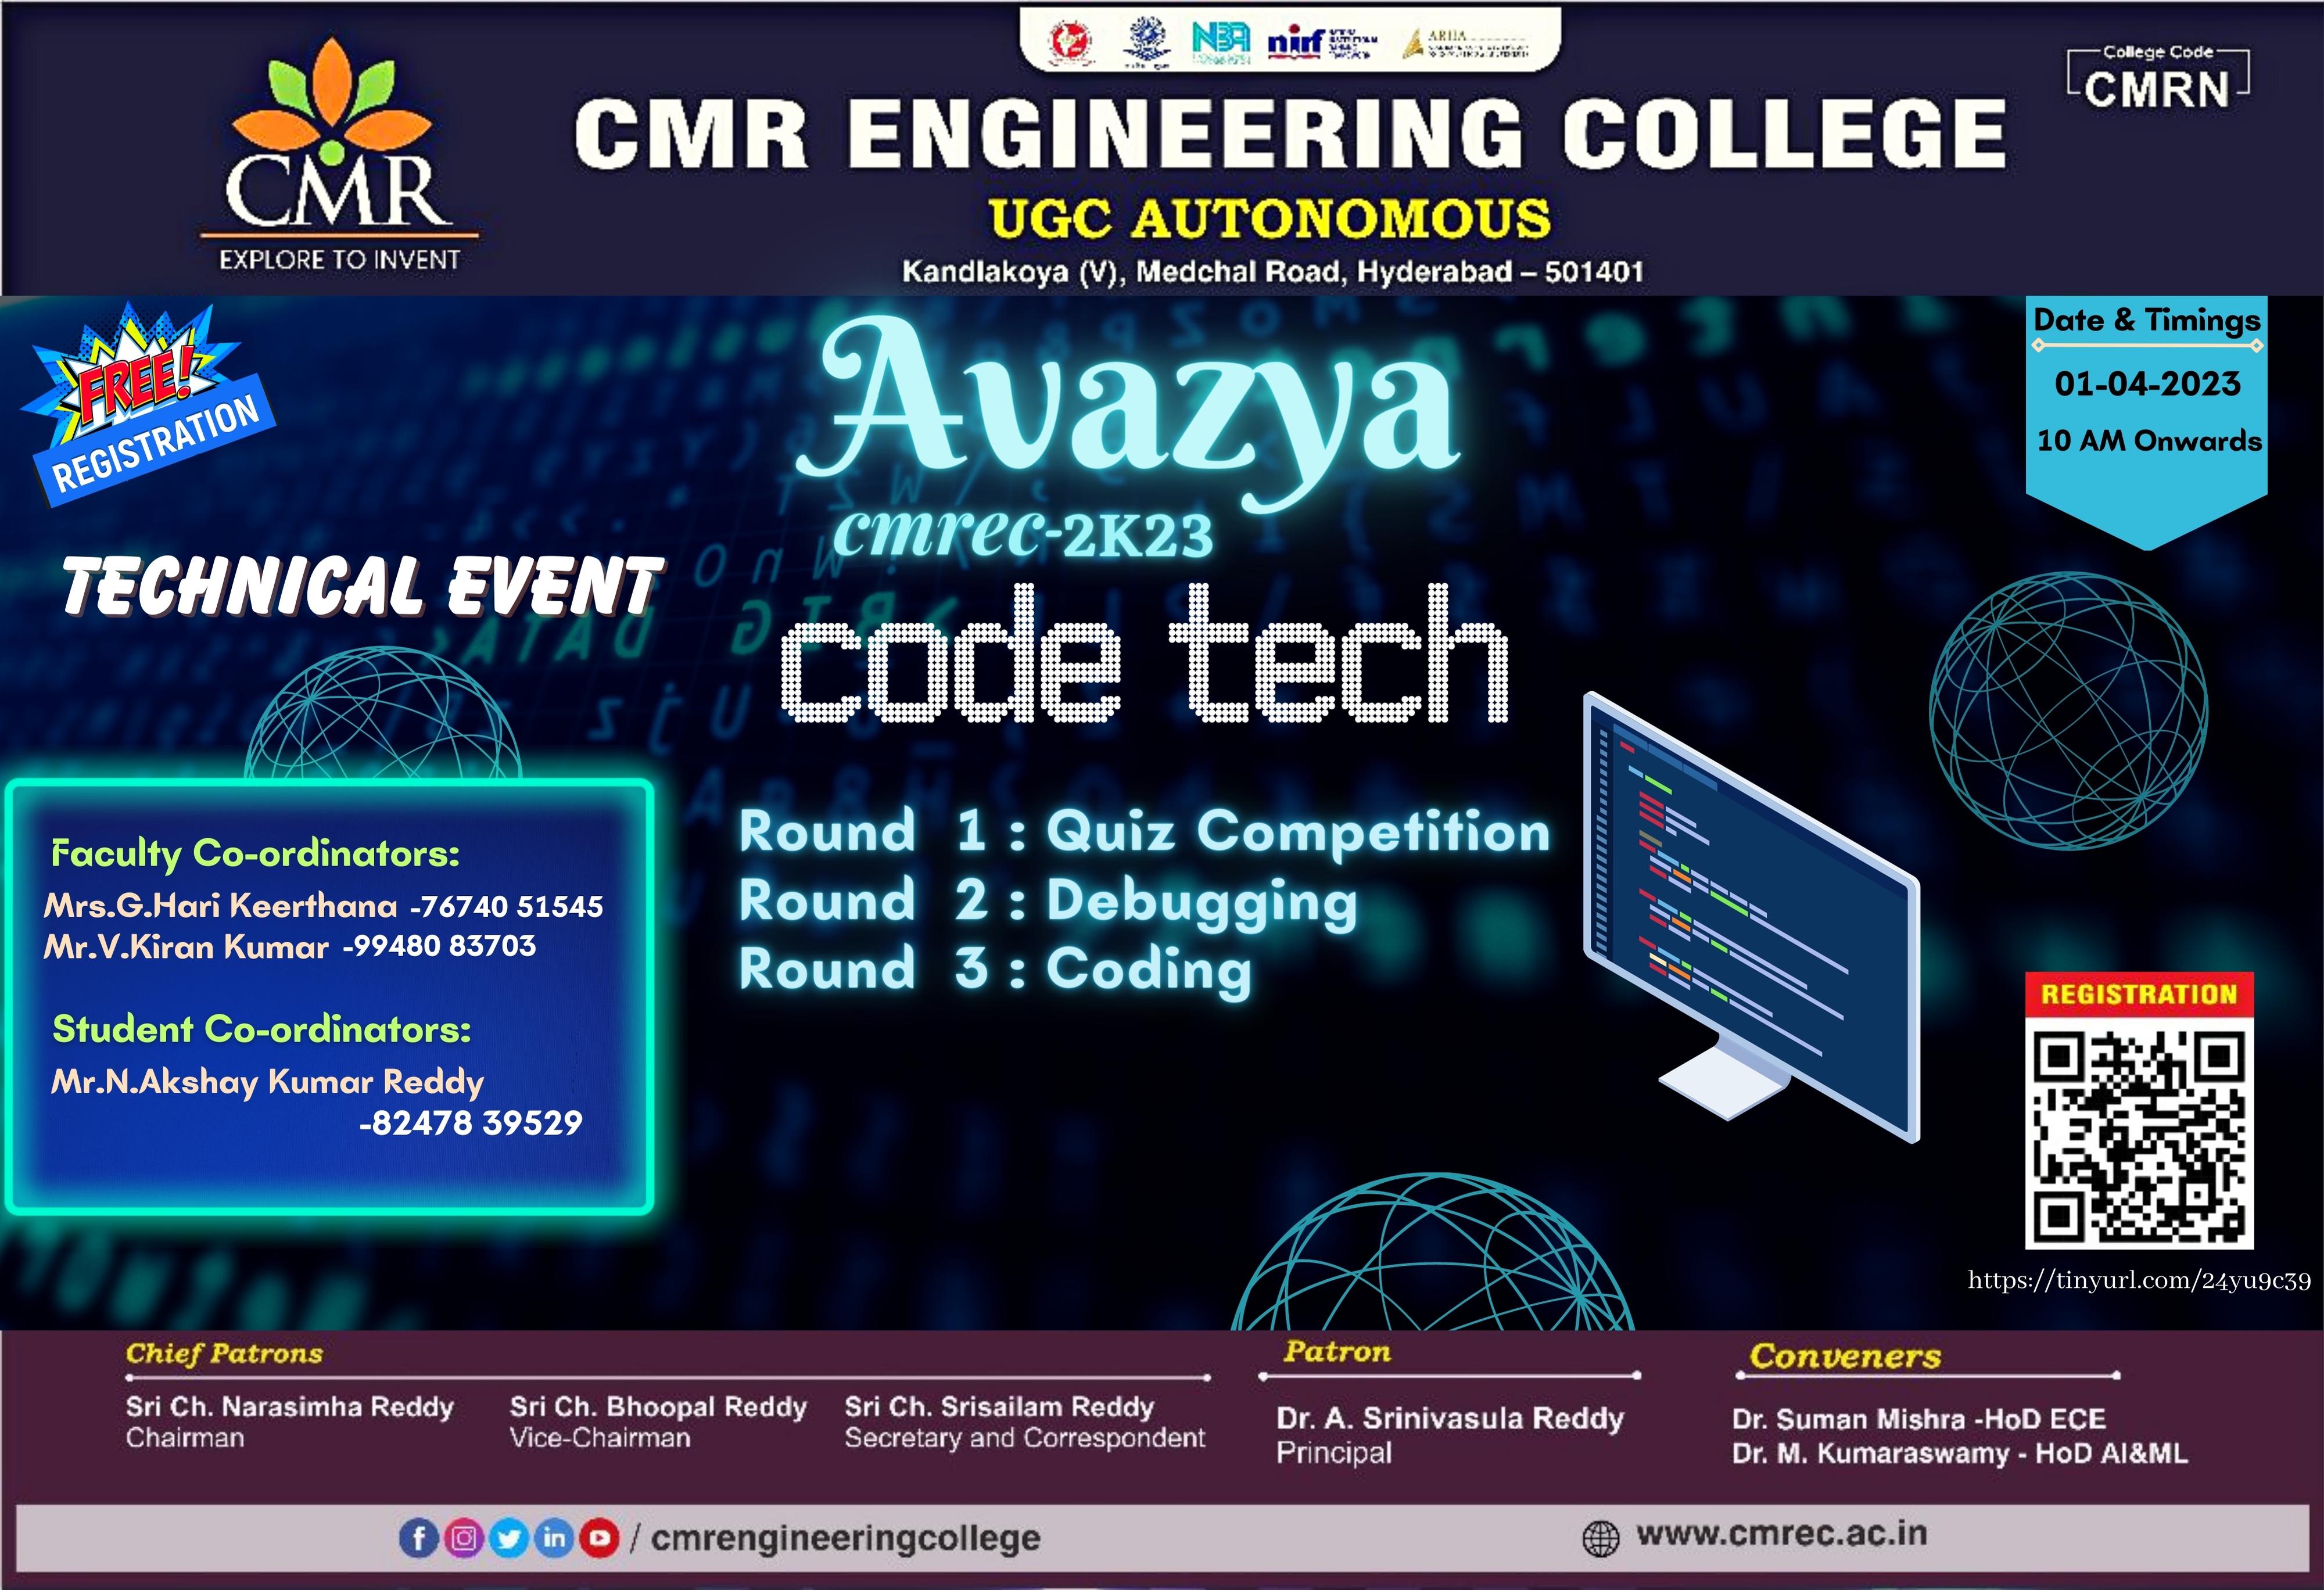 NBA
nirf
ARIIA
College Code
CMRN
CMR
EXPLORE TO INVENT
CMR ENGINEERING COLLEGE
UGC AUTONOMOUS
Kandlakoya (V), Medchal Road, Hyderabad – 501401
FREE!
REGISTRATION
Avazya
cmrec-2K23
Date & Timings
01-04-2023
10 AM Onwards
TECHNICAL EVENT
code tech
BIG DATA
Round 1 : Quiz Competition
Round 2 : Debugging
Round 3 : Coding
Faculty Co-ordinators:
Mrs.G.Hari Keerthana -76740 51545
Mr.V.Kiran Kumar -99480 83703
Student Co-ordinators:
Mr.N.Akshay Kumar Reddy
-82478 39529
REGISTRATION
https://tinyurl.com/24yu9c39
Chief Patrons
Sri Ch. Narasimha Reddy
Chairman
Sri Ch. Bhoopal Reddy
Vice-Chairman
Sri Ch. Srisailam Reddy
Secretary and Correspondent
Patron
Dr. A. Srinivasula Reddy
Principal
Conveners
Dr. Suman Mishra -HoD ECE
Dr. M. Kumaraswamy - HoD AI&ML
/ cmrengineeringcollege
www.cmrec.ac.in